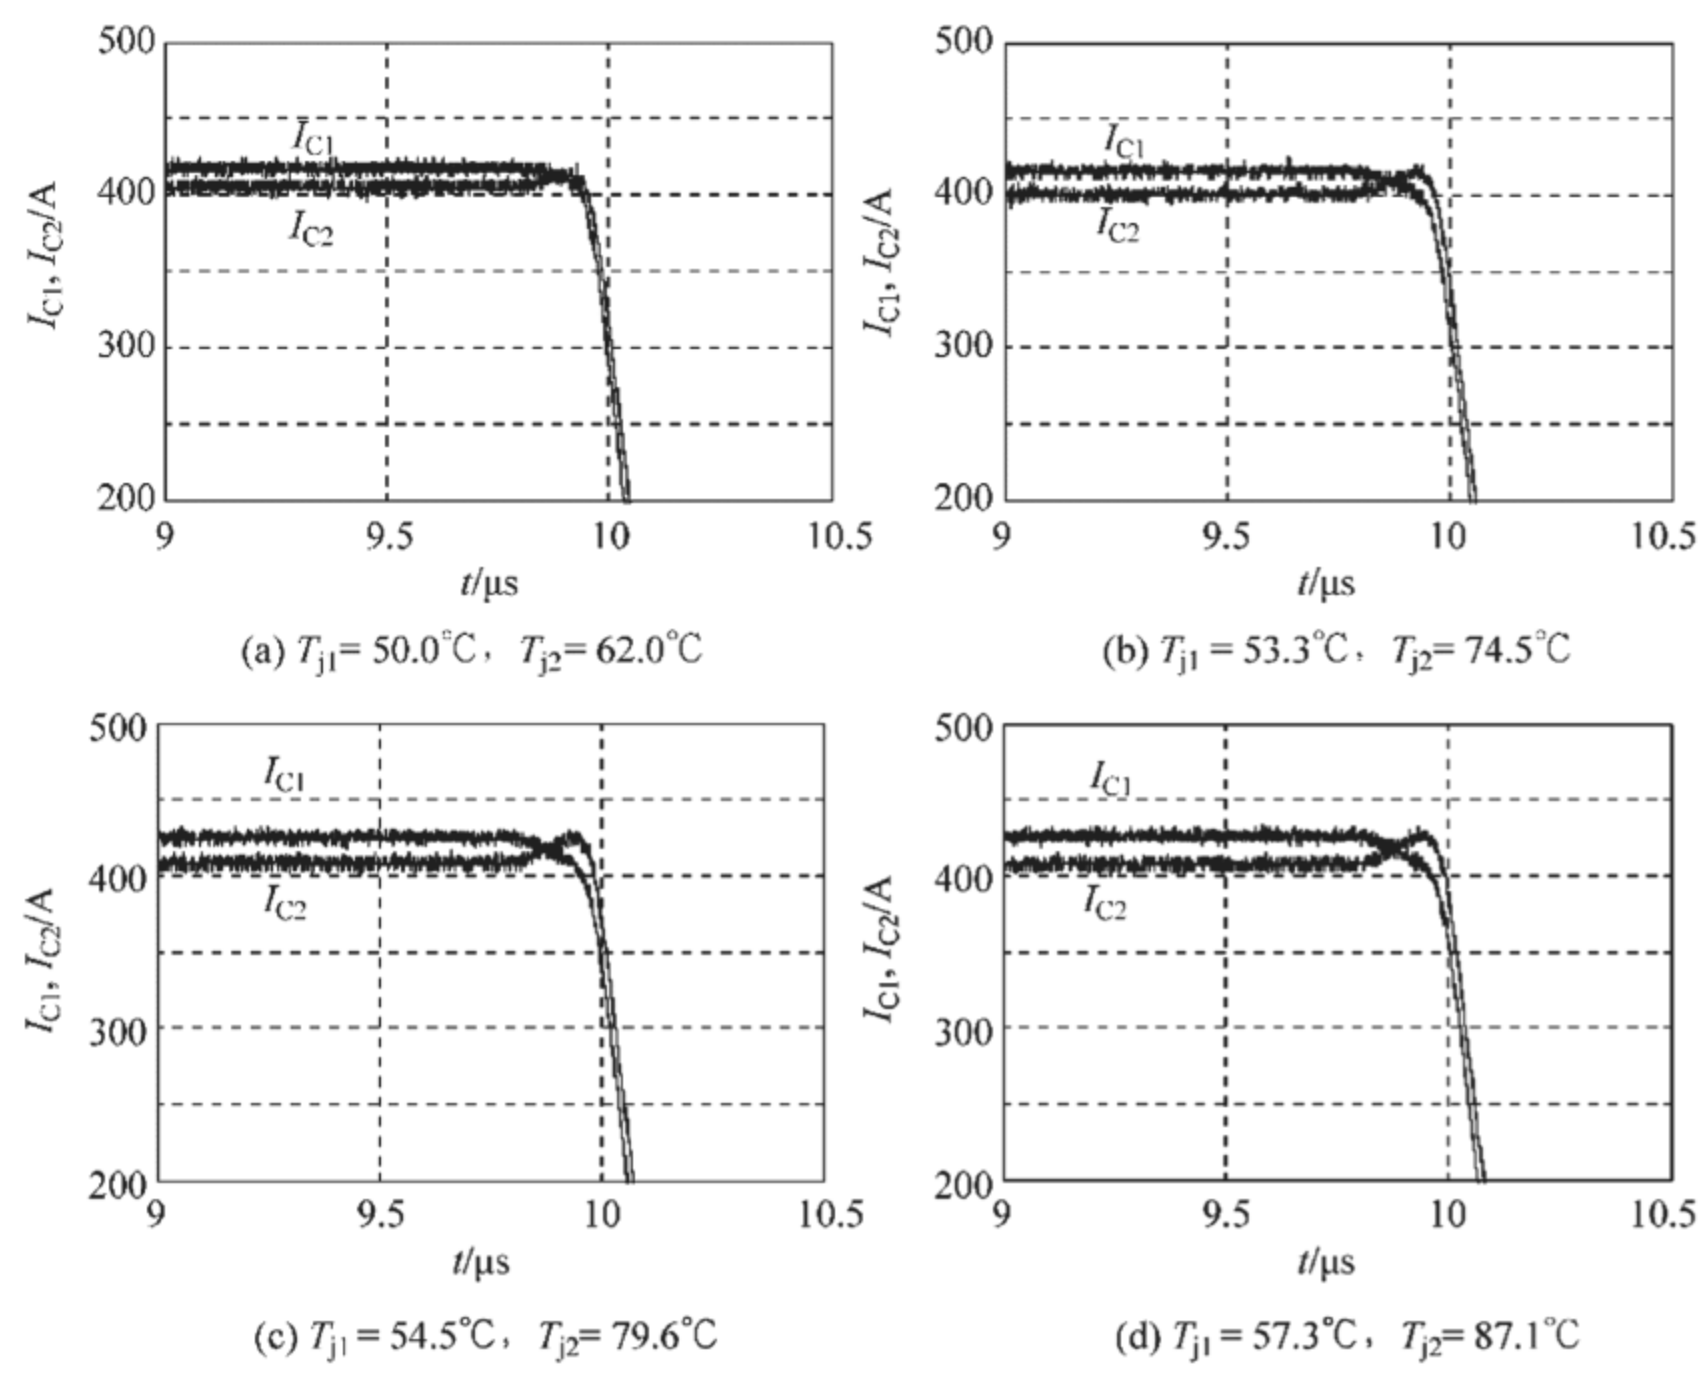 500
400
300
200
I_C1
I_C2
I_C1, I_C2/A
9 9.5 10 10.5
t/μs
(a) T_j1= 50.0℃, T_j2= 62.0℃
500
400
300
200
I_C1
I_C2
I_C1, I_C2/A
9 9.5 10 10.5
t/μs
(b) T_j1 = 53.3℃, T_j2= 74.5℃
500
400
300
200
I_C1
I_C2
I_C1, I_C2/A
9 9.5 10 10.5
t/μs
(c) T_j1 = 54.5℃, T_j2= 79.6℃
500
400
300
200
I_C1
I_C2
I_C1, I_C2/A
9 9.5 10 10.5
t/μs
(d) T_j1 = 57.3℃, T_j2= 87.1℃